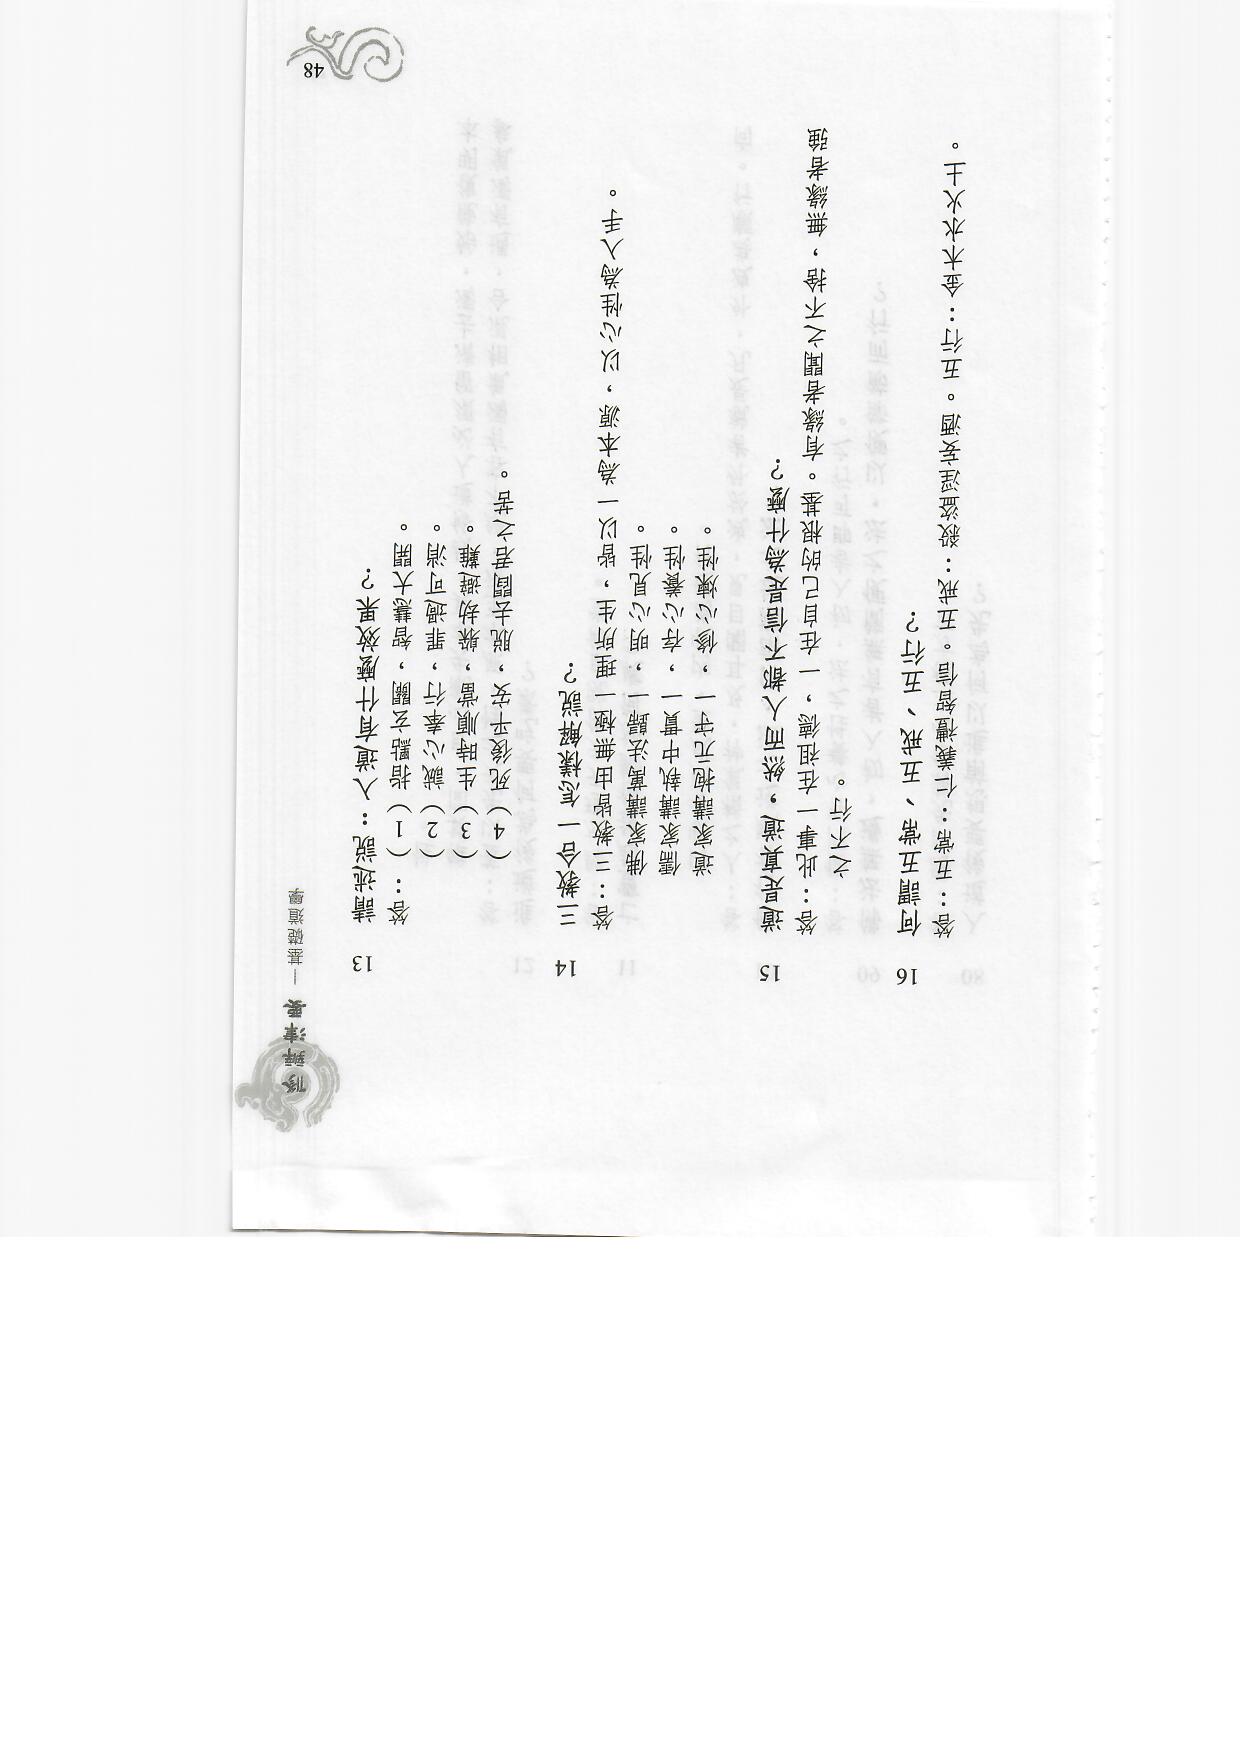 修辦津要 — 基礎道學
13 請述說：入道有什麼效果？
答：（1）指點玄關，智慧大開。
（2）誠心奉行，罪過可消。
（3）生時順當，躲劫避難。
（4）死後平安，脫去閻君之苦。
14 三教合一怎樣解說？
答：三教皆由無極一理所生，皆以一為本源，以心性為入手。
佛家講萬法歸一，明心見性。
儒家講執中貫一，存心養性。
道家講抱元守一，修心煉性。
15 道是真道，然而人都不信是為什麼？
答：此事一在祖德，一在自己的根基。有緣者聞之不捨，無緣者強
之不行。
16 何謂五常、五戒、五行？
答：五常：仁義禮智信。五戒：殺盜淫妄酒。五行：金木水火土。
48